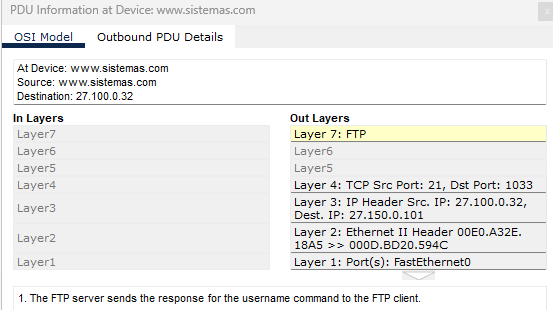 PDU Information at Device: www.sistemas.com
OSI Model Outbound PDU Details
At Device: www.sistemas.com
Source: www.sistemas.com
Destination: 27.100.0.32
In Layers
Layer7
Layer6
Layer5
Layer4
Layer3
Layer2
Layer1
Out Layers
Layer 7: FTP
Layer6
Layer5
Layer 4: TCP Src Port: 21, Dst Port: 1033
Layer 3: IP Header Src. IP: 27.100.0.32,
Dest. IP: 27.150.0.101
Layer 2: Ethernet II Header 00E0.A32E.
18A5 >> 000D.BD20.594C
Layer 1: Port(s): FastEthernet0
1. The FTP server sends the response for the username command to the FTP client.